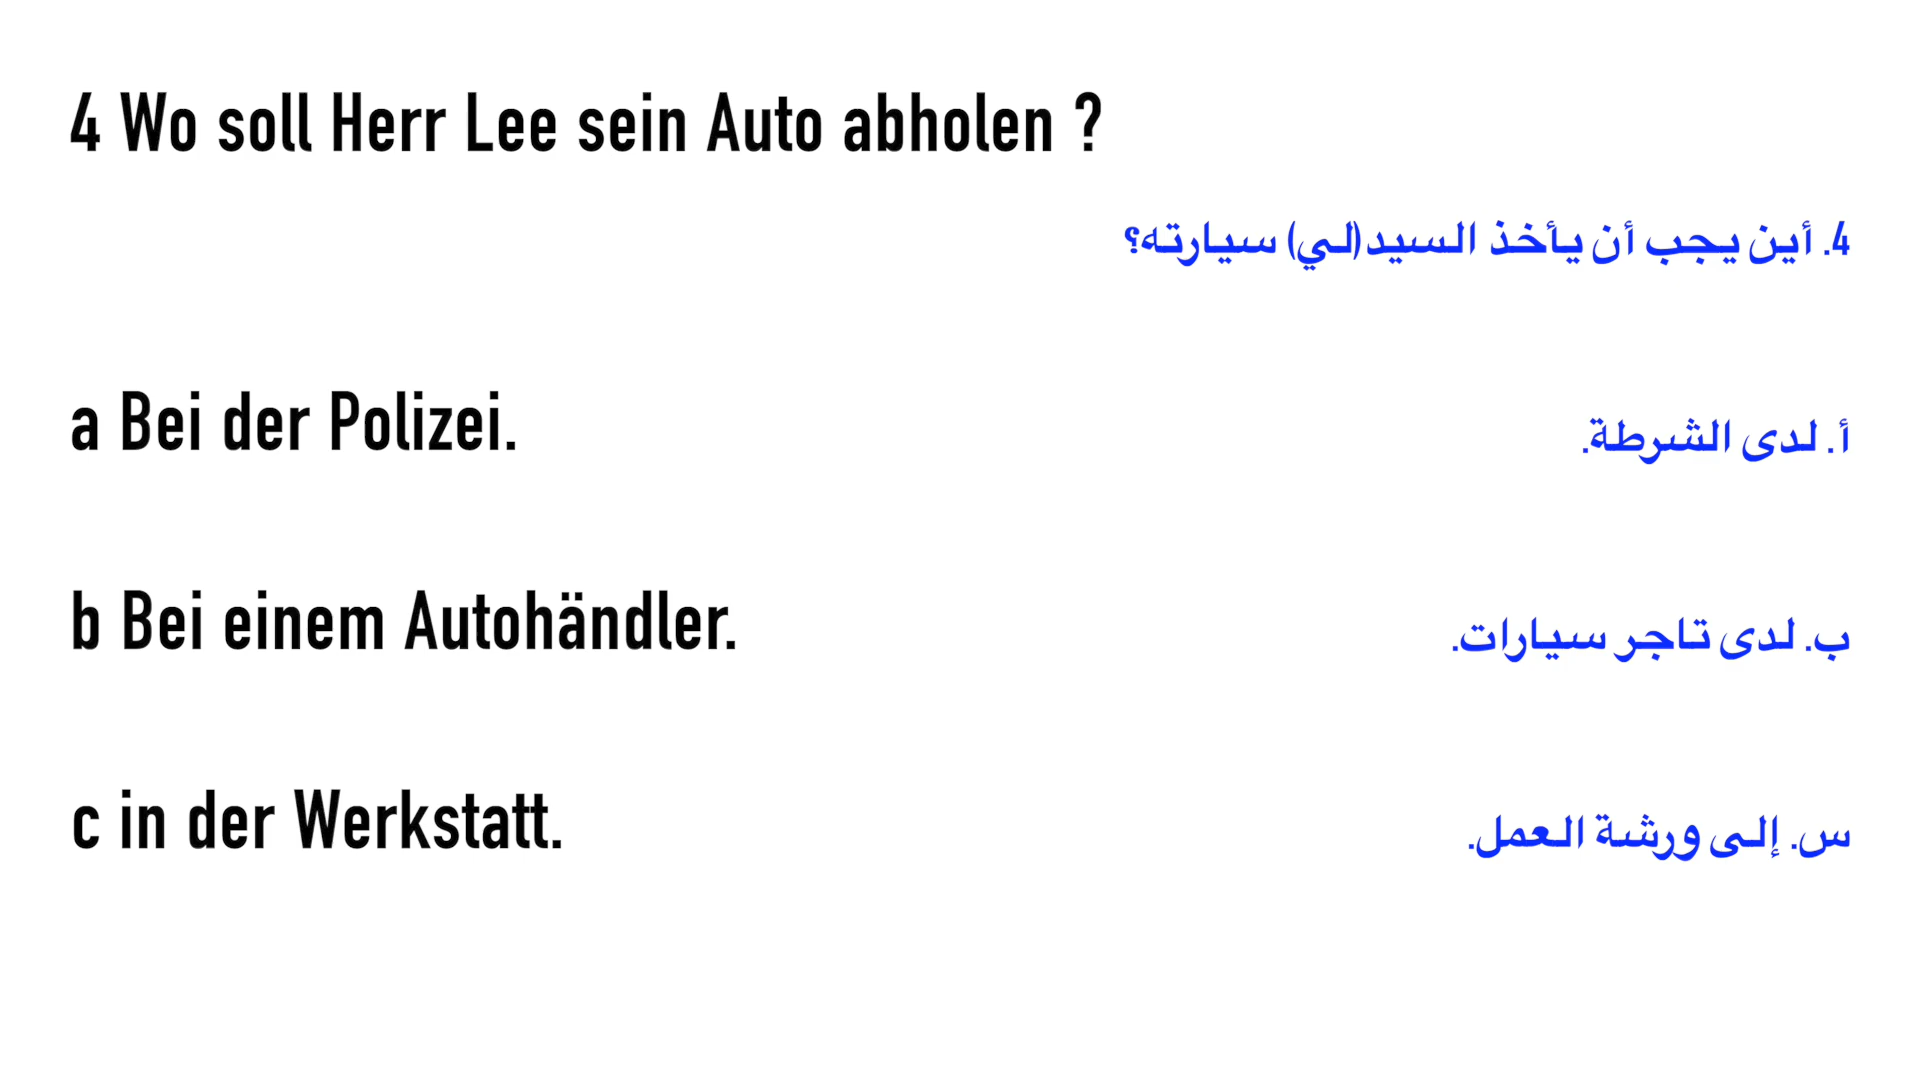 4 Wo soll Herr Lee sein Auto abholen ?
4. أين يجب أن يأخذ السيد(لي) سيارته؟
a Bei der Polizei.
أ. لدى الشرطة.
b Bei einem Autohändler.
ب. لدى تاجر سيارات.
c in der Werkstatt.
س. إلى ورشة العمل.